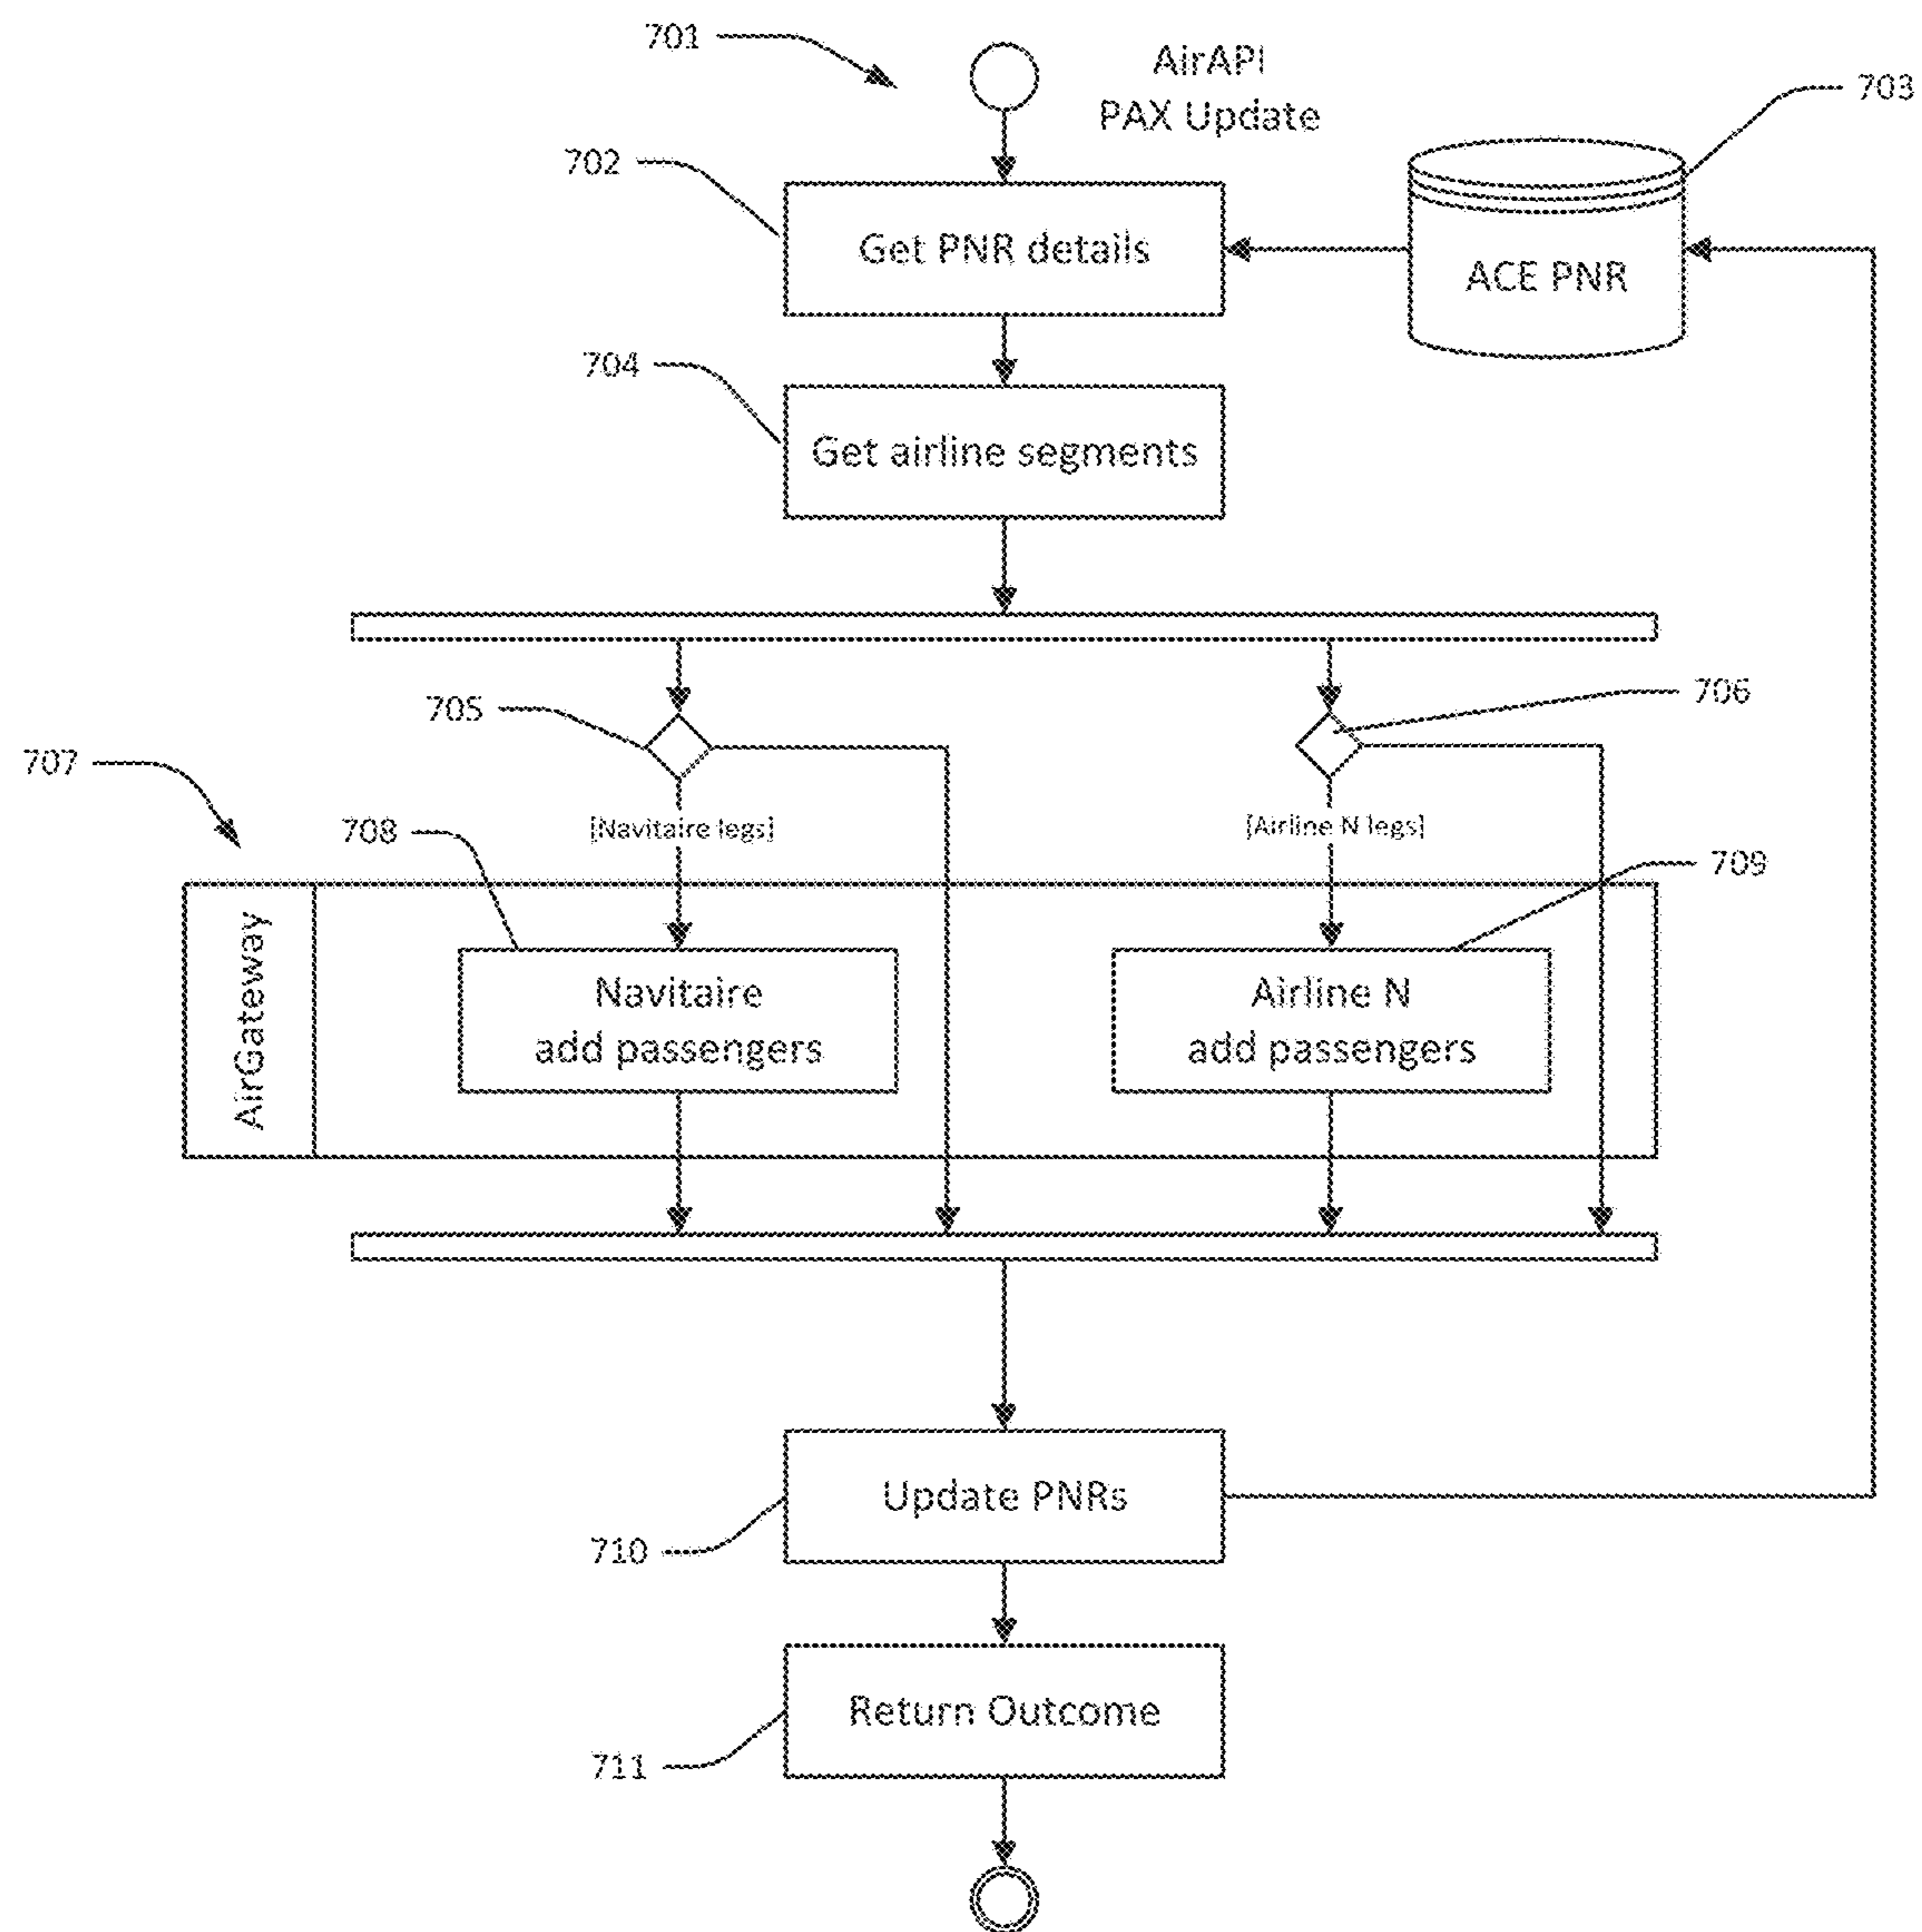 701
AirAPI
PAX Update
703
702
Get PNR details
ACE PNR
704
Get airline segments
705
706
707
[Navitaire legs]
[Airline N legs]
708
709
AirGateway
Navitaire
add passengers
Airline N
add passengers
Update PNRs
710
Return Outcome
711